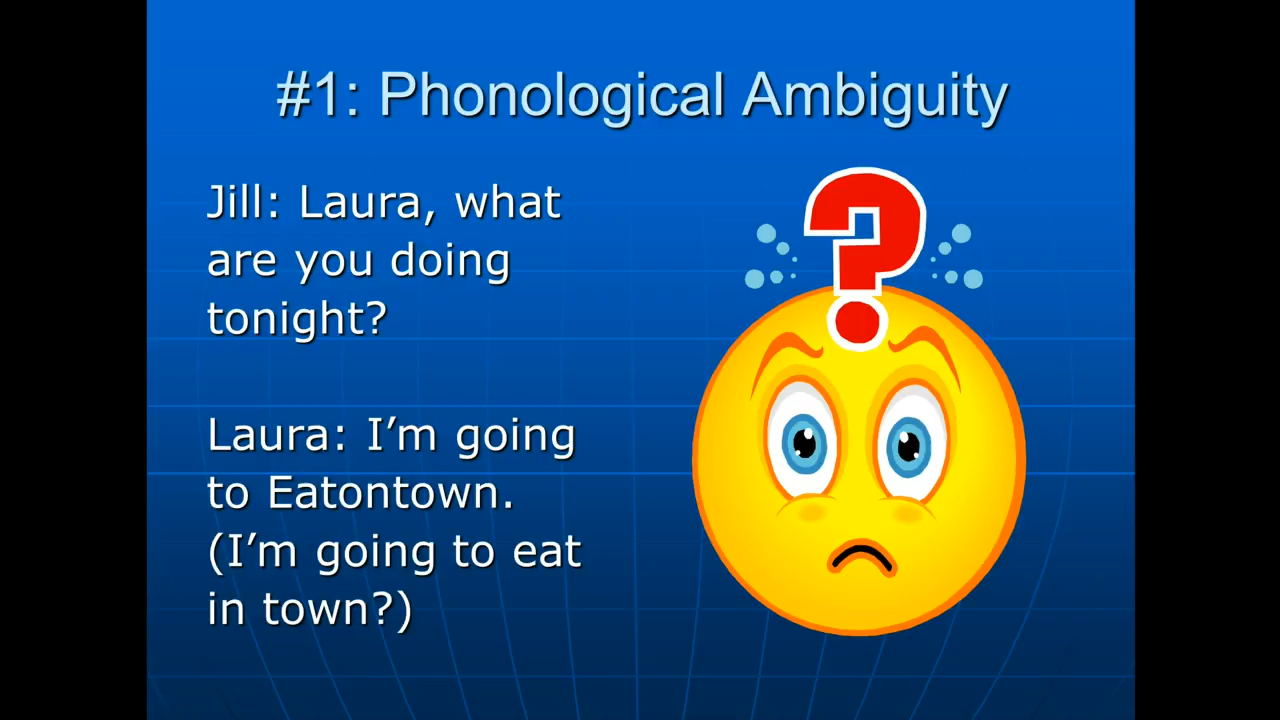 #1: Phonological Ambiguity
Jill: Laura, what
are you doing
tonight?
Laura: I’m going
to Eatontown.
(I’m going to eat
in town?)
?